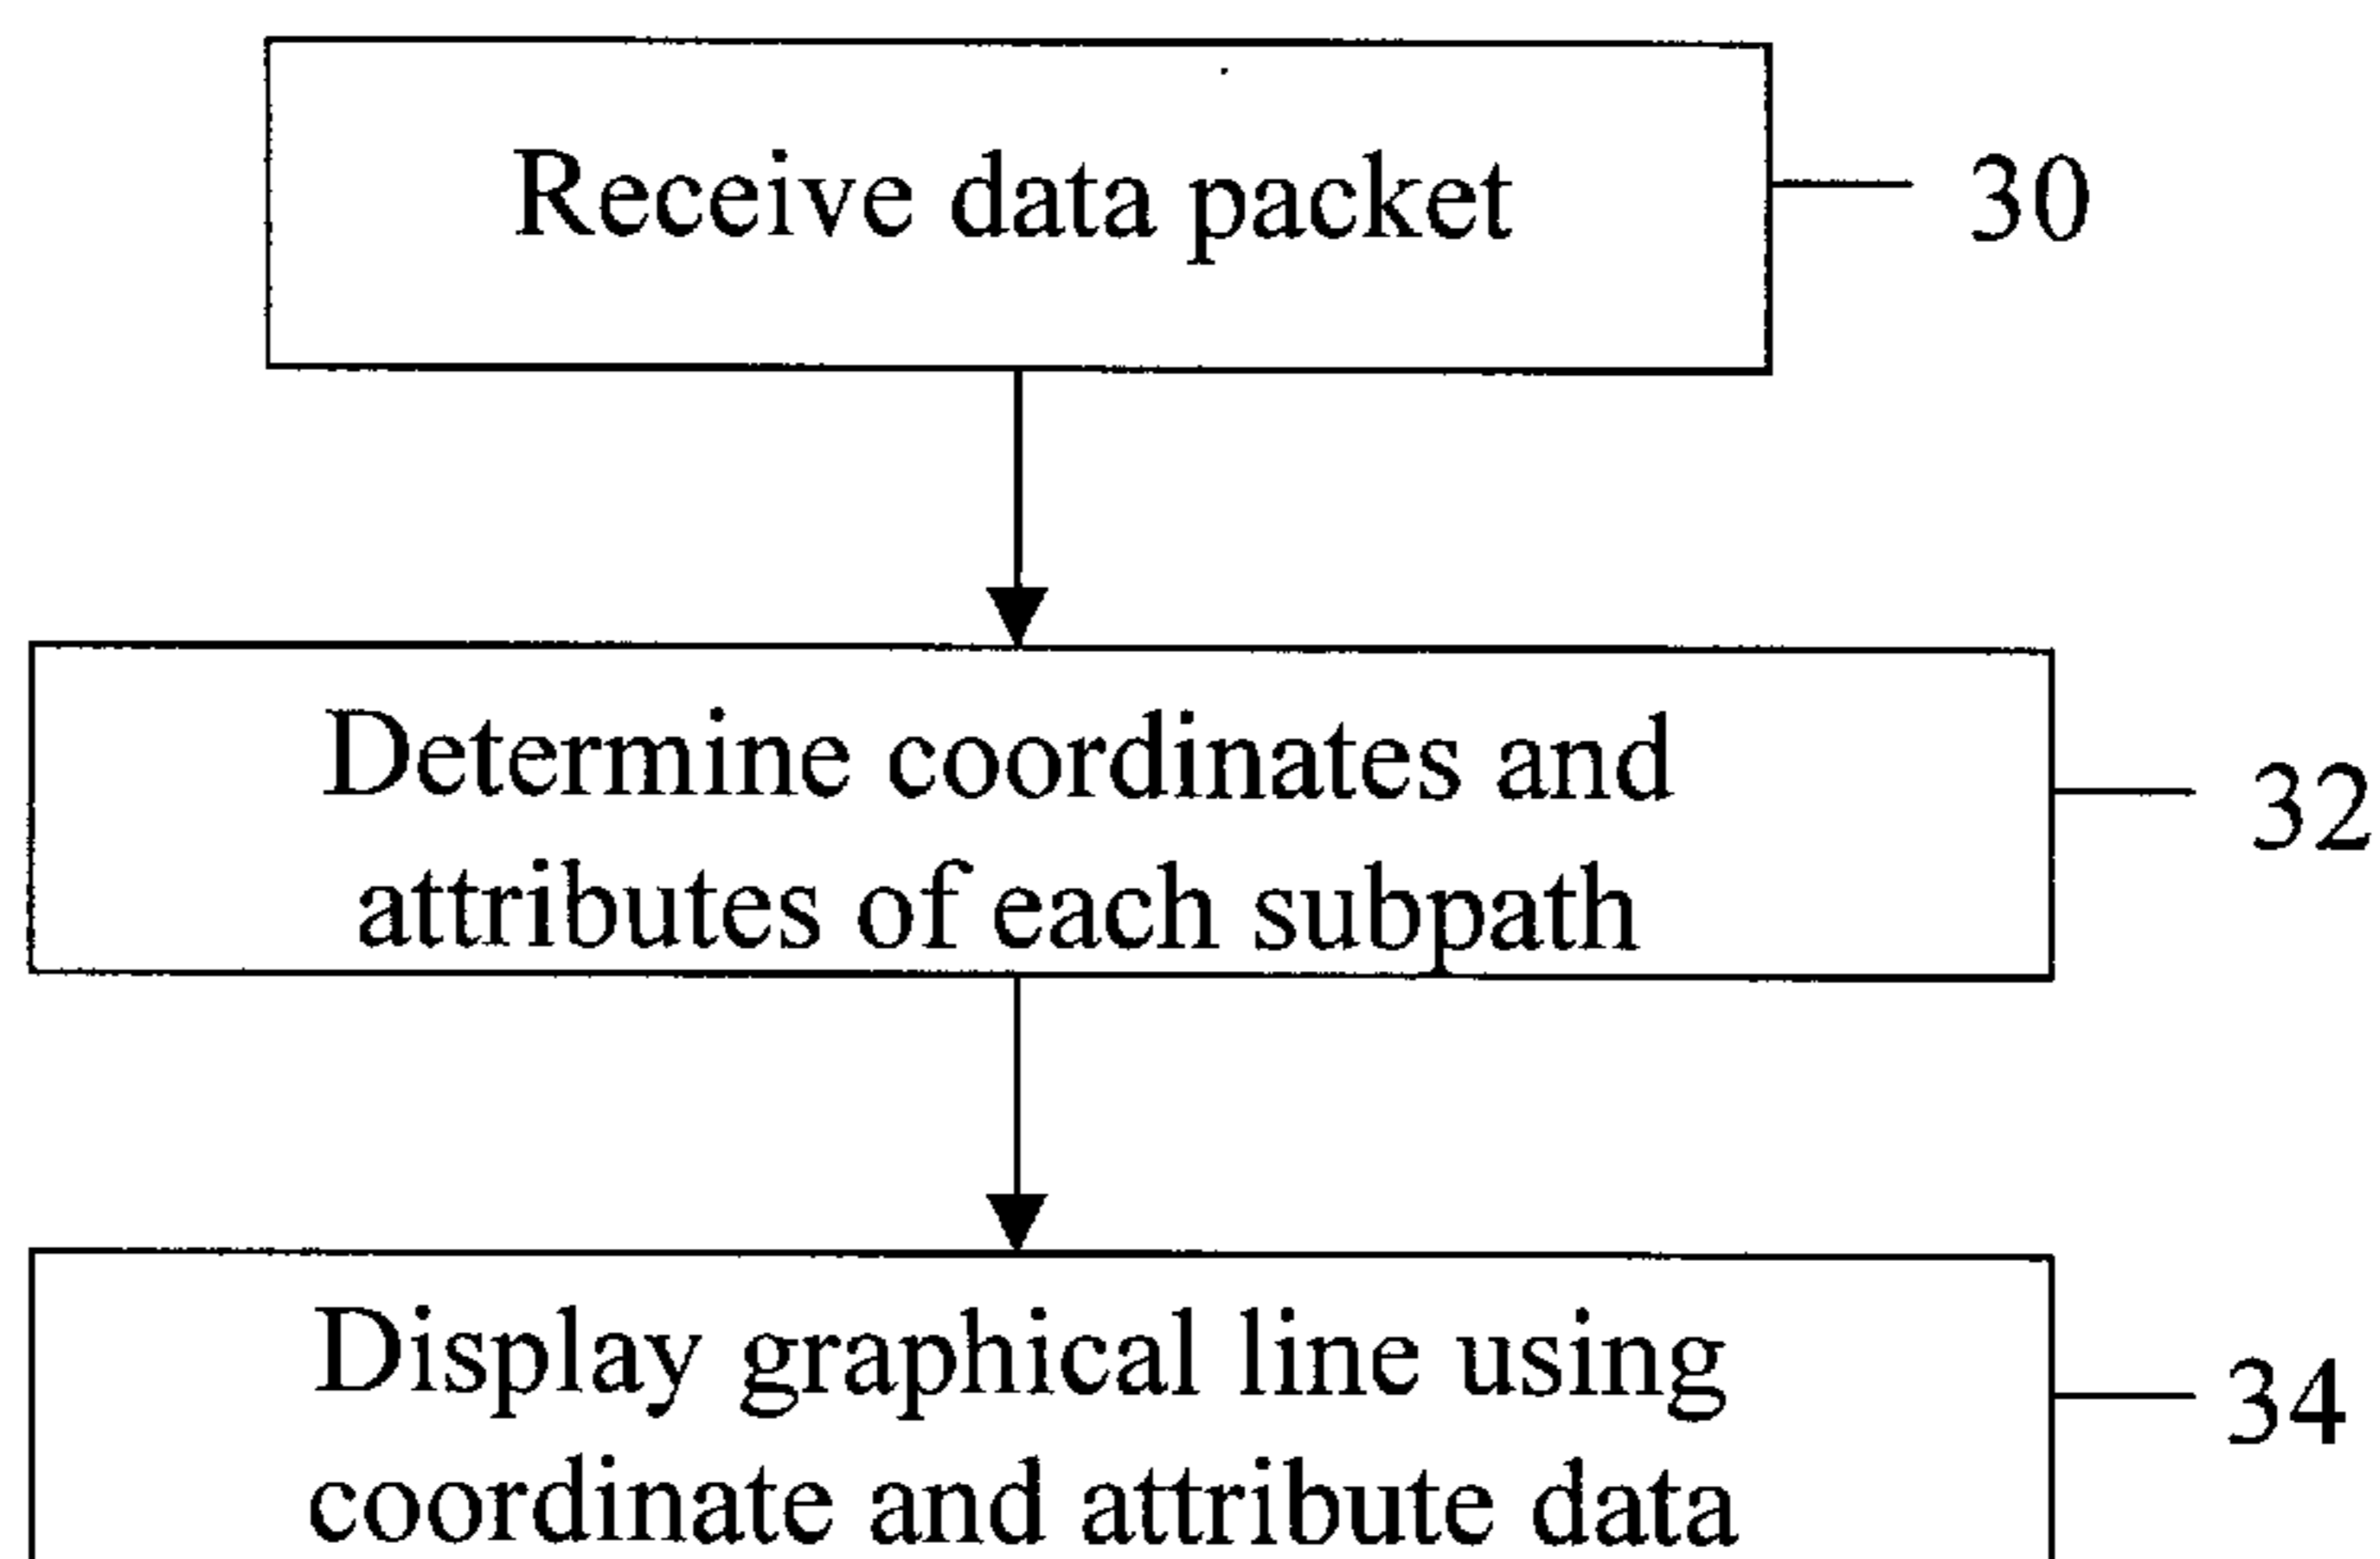 Receive data packet
30
Determine coordinates and
attributes of each subpath
32
Display graphical line using
coordinate and attribute data
34